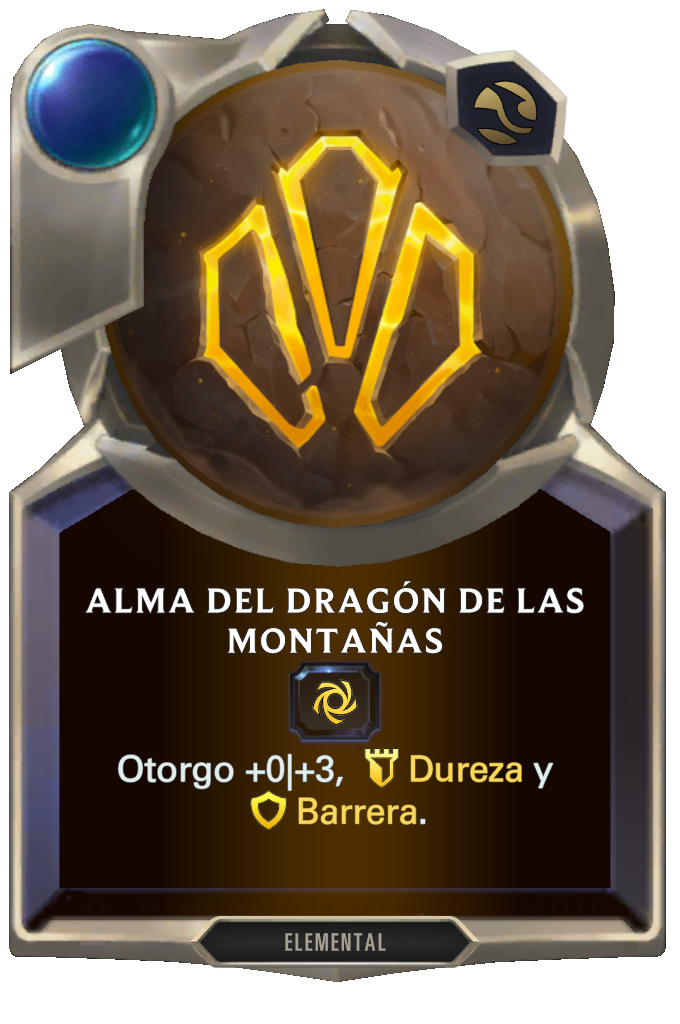 ALMA DEL DRAGÓN DE LAS
MONTAÑAS
Otorgo +0|+3, Dureza y
Barrera.
ELEMENTAL